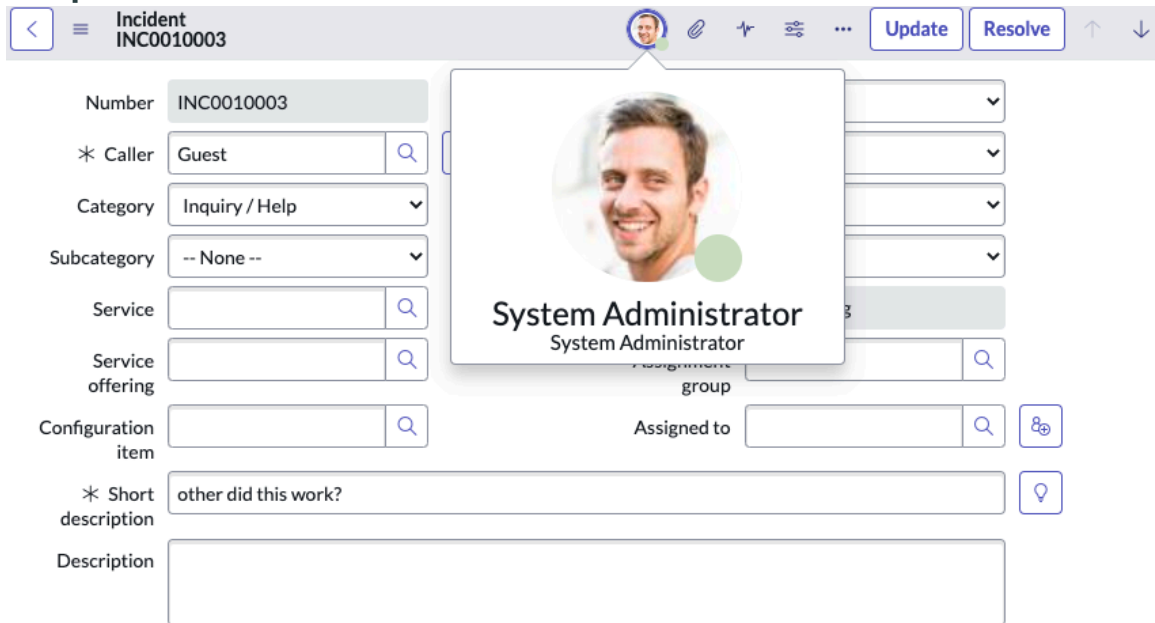 Incident
INC0010003
Update
Resolve
Number INC0010003
✳ Caller Guest
Category Inquiry / Help
Subcategory -- None --
Service
Service
offering
Configuration
item
System Administrator
System Administrator
group
Assigned to
✳ Short
description
other did this work?
Description